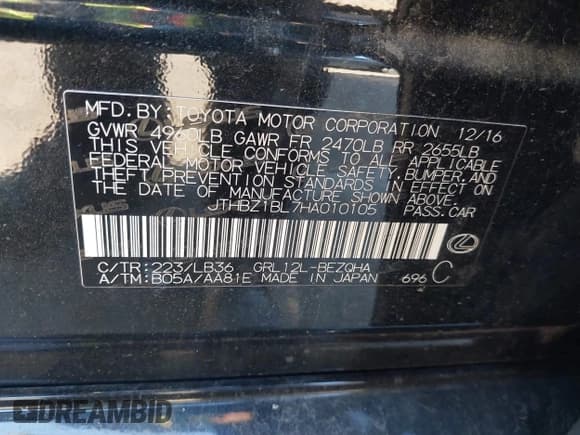 MFD. BY: TOYOTA MOTOR CORPORATION 12/16
GVWR 4960LB GAWR FR 2470LB RR 2655LB
THIS VEHICLE CONFORMS TO ALL APPLICABLE
FEDERAL MOTOR VEHICLE SAFETY, BUMPER, AND
THEFT PREVENTION STANDARDS IN EFFECT ON
THE DATE OF MANUFACTURE SHOWN ABOVE.
JTHBZ1BL7HA010105 PASS. CAR
C/TR: 223/LB36 GRL12L-BEZQHA
A/TM: B05A/AA81E MADE IN JAPAN 696 C
DREAMBID